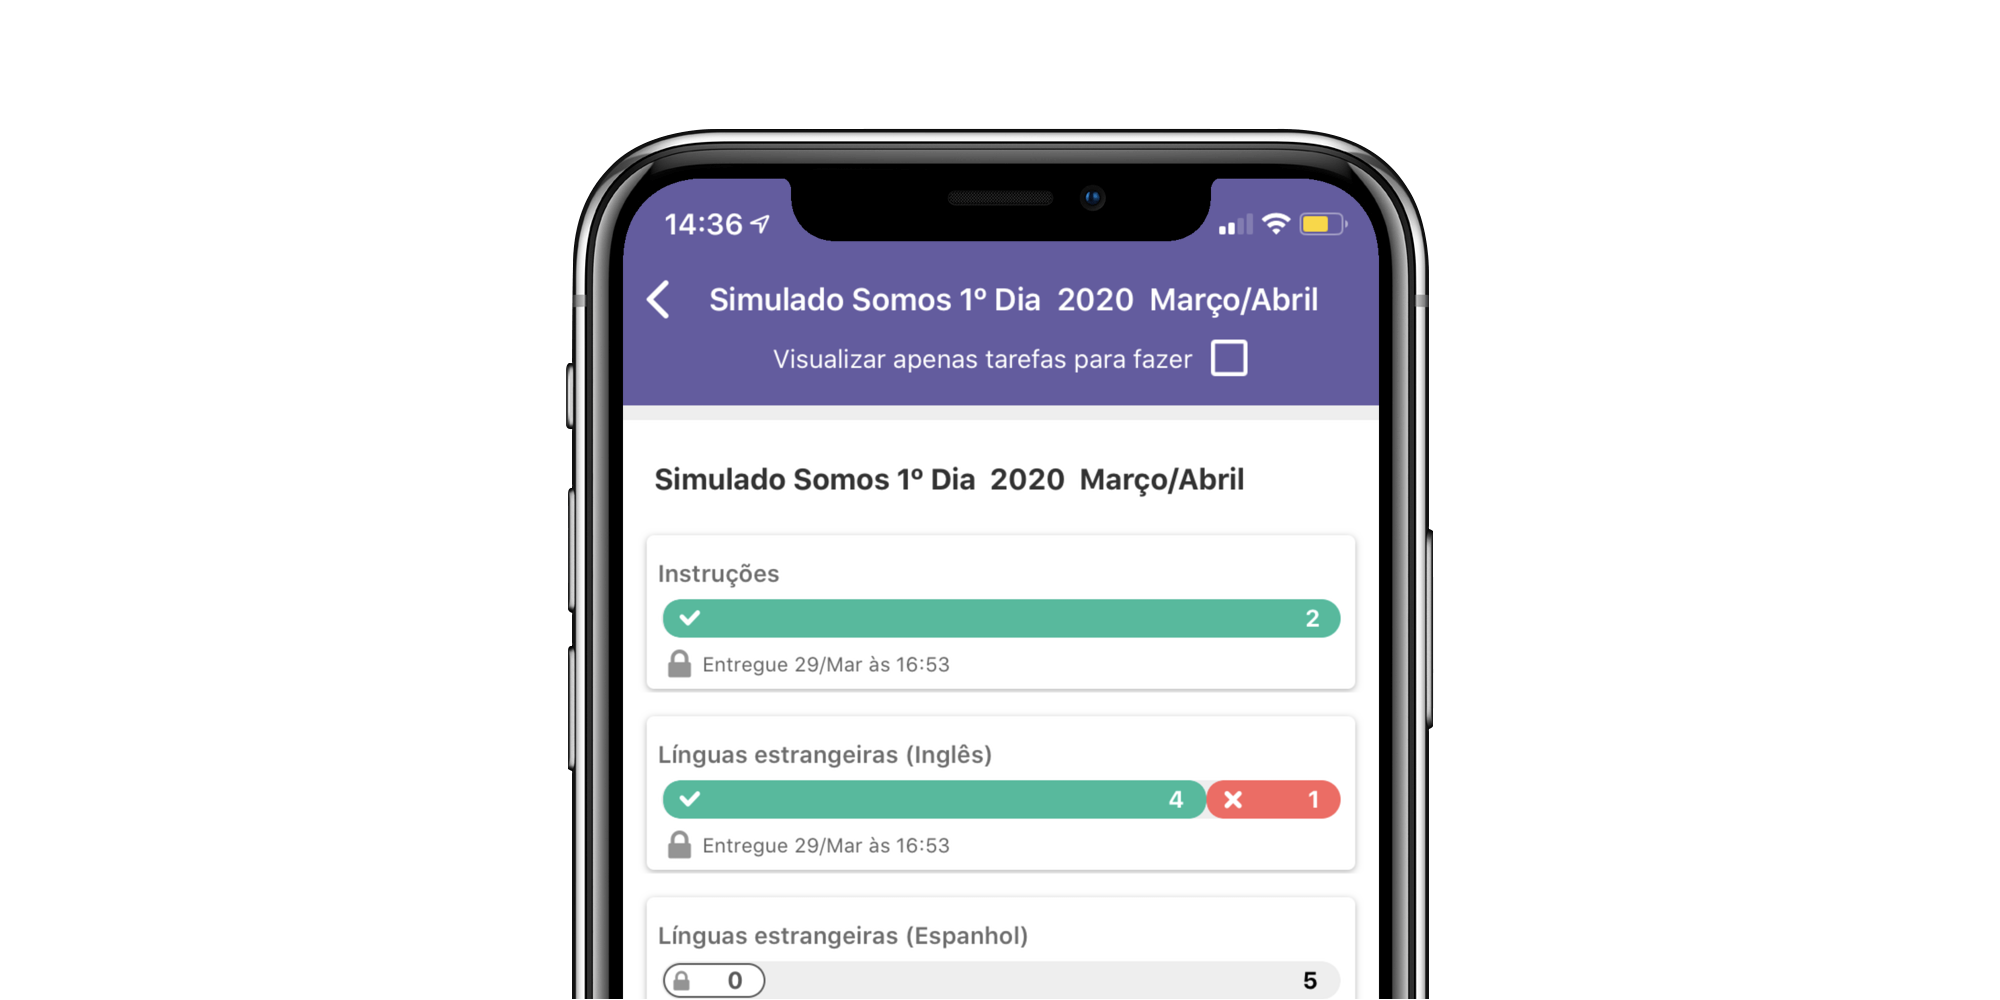 14:36
Simulado Somos 1º Dia 2020 Março/Abril
Visualizar apenas tarefas para fazer
Simulado Somos 1º Dia 2020 Março/Abril
Instruções
2
Entregue 29/Mar às 16:53
Línguas estrangeiras (Inglês)
4 1
Entregue 29/Mar às 16:53
Línguas estrangeiras (Espanhol)
0 5